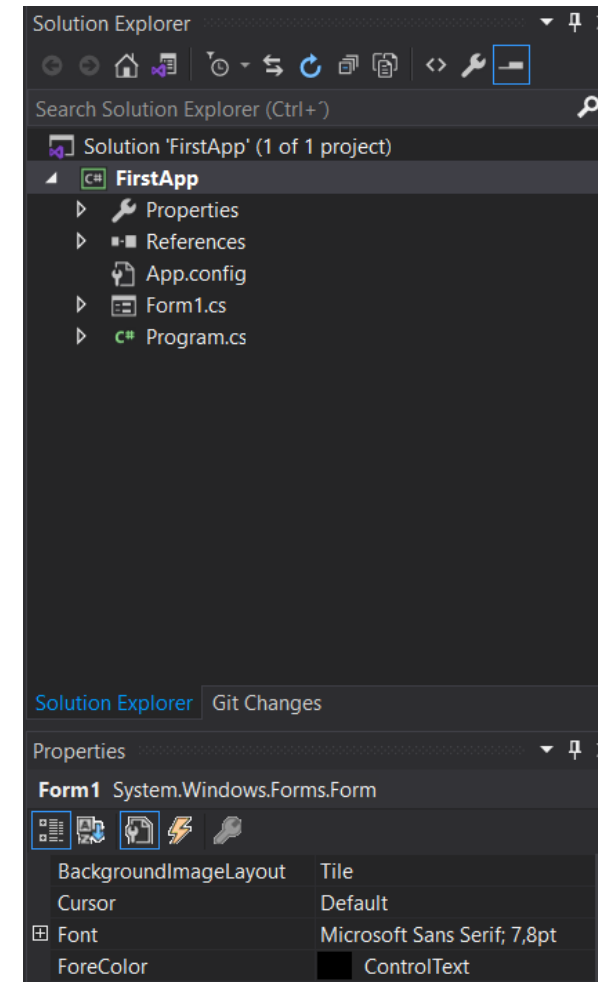 Solution Explorer
Search Solution Explorer (Ctrl+´)
Solution 'FirstApp' (1 of 1 project)
C# FirstApp
Properties
References
App.config
Form1.cs
C# Program.cs
Solution Explorer Git Changes
Properties
Form1 System.Windows.Forms.Form
BackgroundImageLayout Tile
Cursor Default
Font Microsoft Sans Serif; 7,8pt
ForeColor ControlText